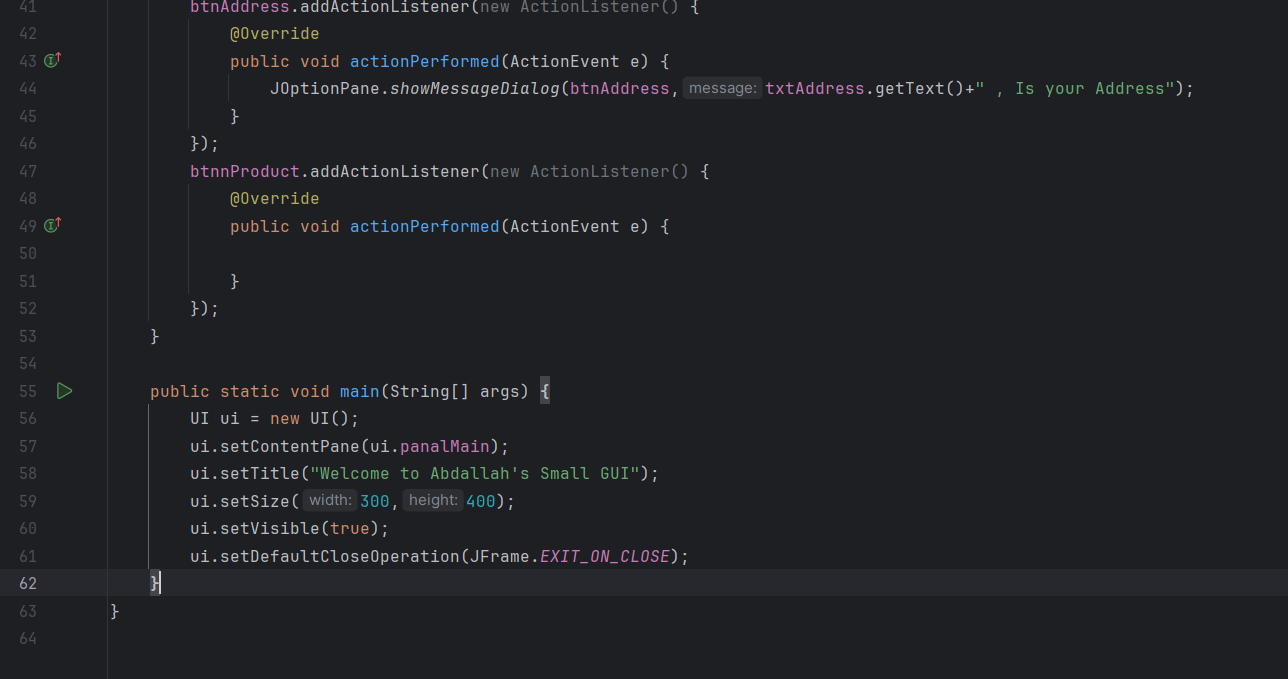 41 btnAddress.addActionListener(new ActionListener() {
42 @Override
43 public void actionPerformed(ActionEvent e) {
44 JOptionPane.showMessageDialog(btnAddress, message: txtAddress.getText()+" , Is your Address");
45 }
46 });
47 btnnProduct.addActionListener(new ActionListener() {
48 @Override
49 public void actionPerformed(ActionEvent e) {
50
51 }
52 });
53 }
54
55 public static void main(String[] args) {
56 UI ui = new UI();
57 ui.setContentPane(ui.panalMain);
58 ui.setTitle("Welcome to Abdallah's Small GUI");
59 ui.setSize( width: 300, height: 400);
60 ui.setVisible(true);
61 ui.setDefaultCloseOperation(JFrame.EXIT_ON_CLOSE);
62 }
63 }
64